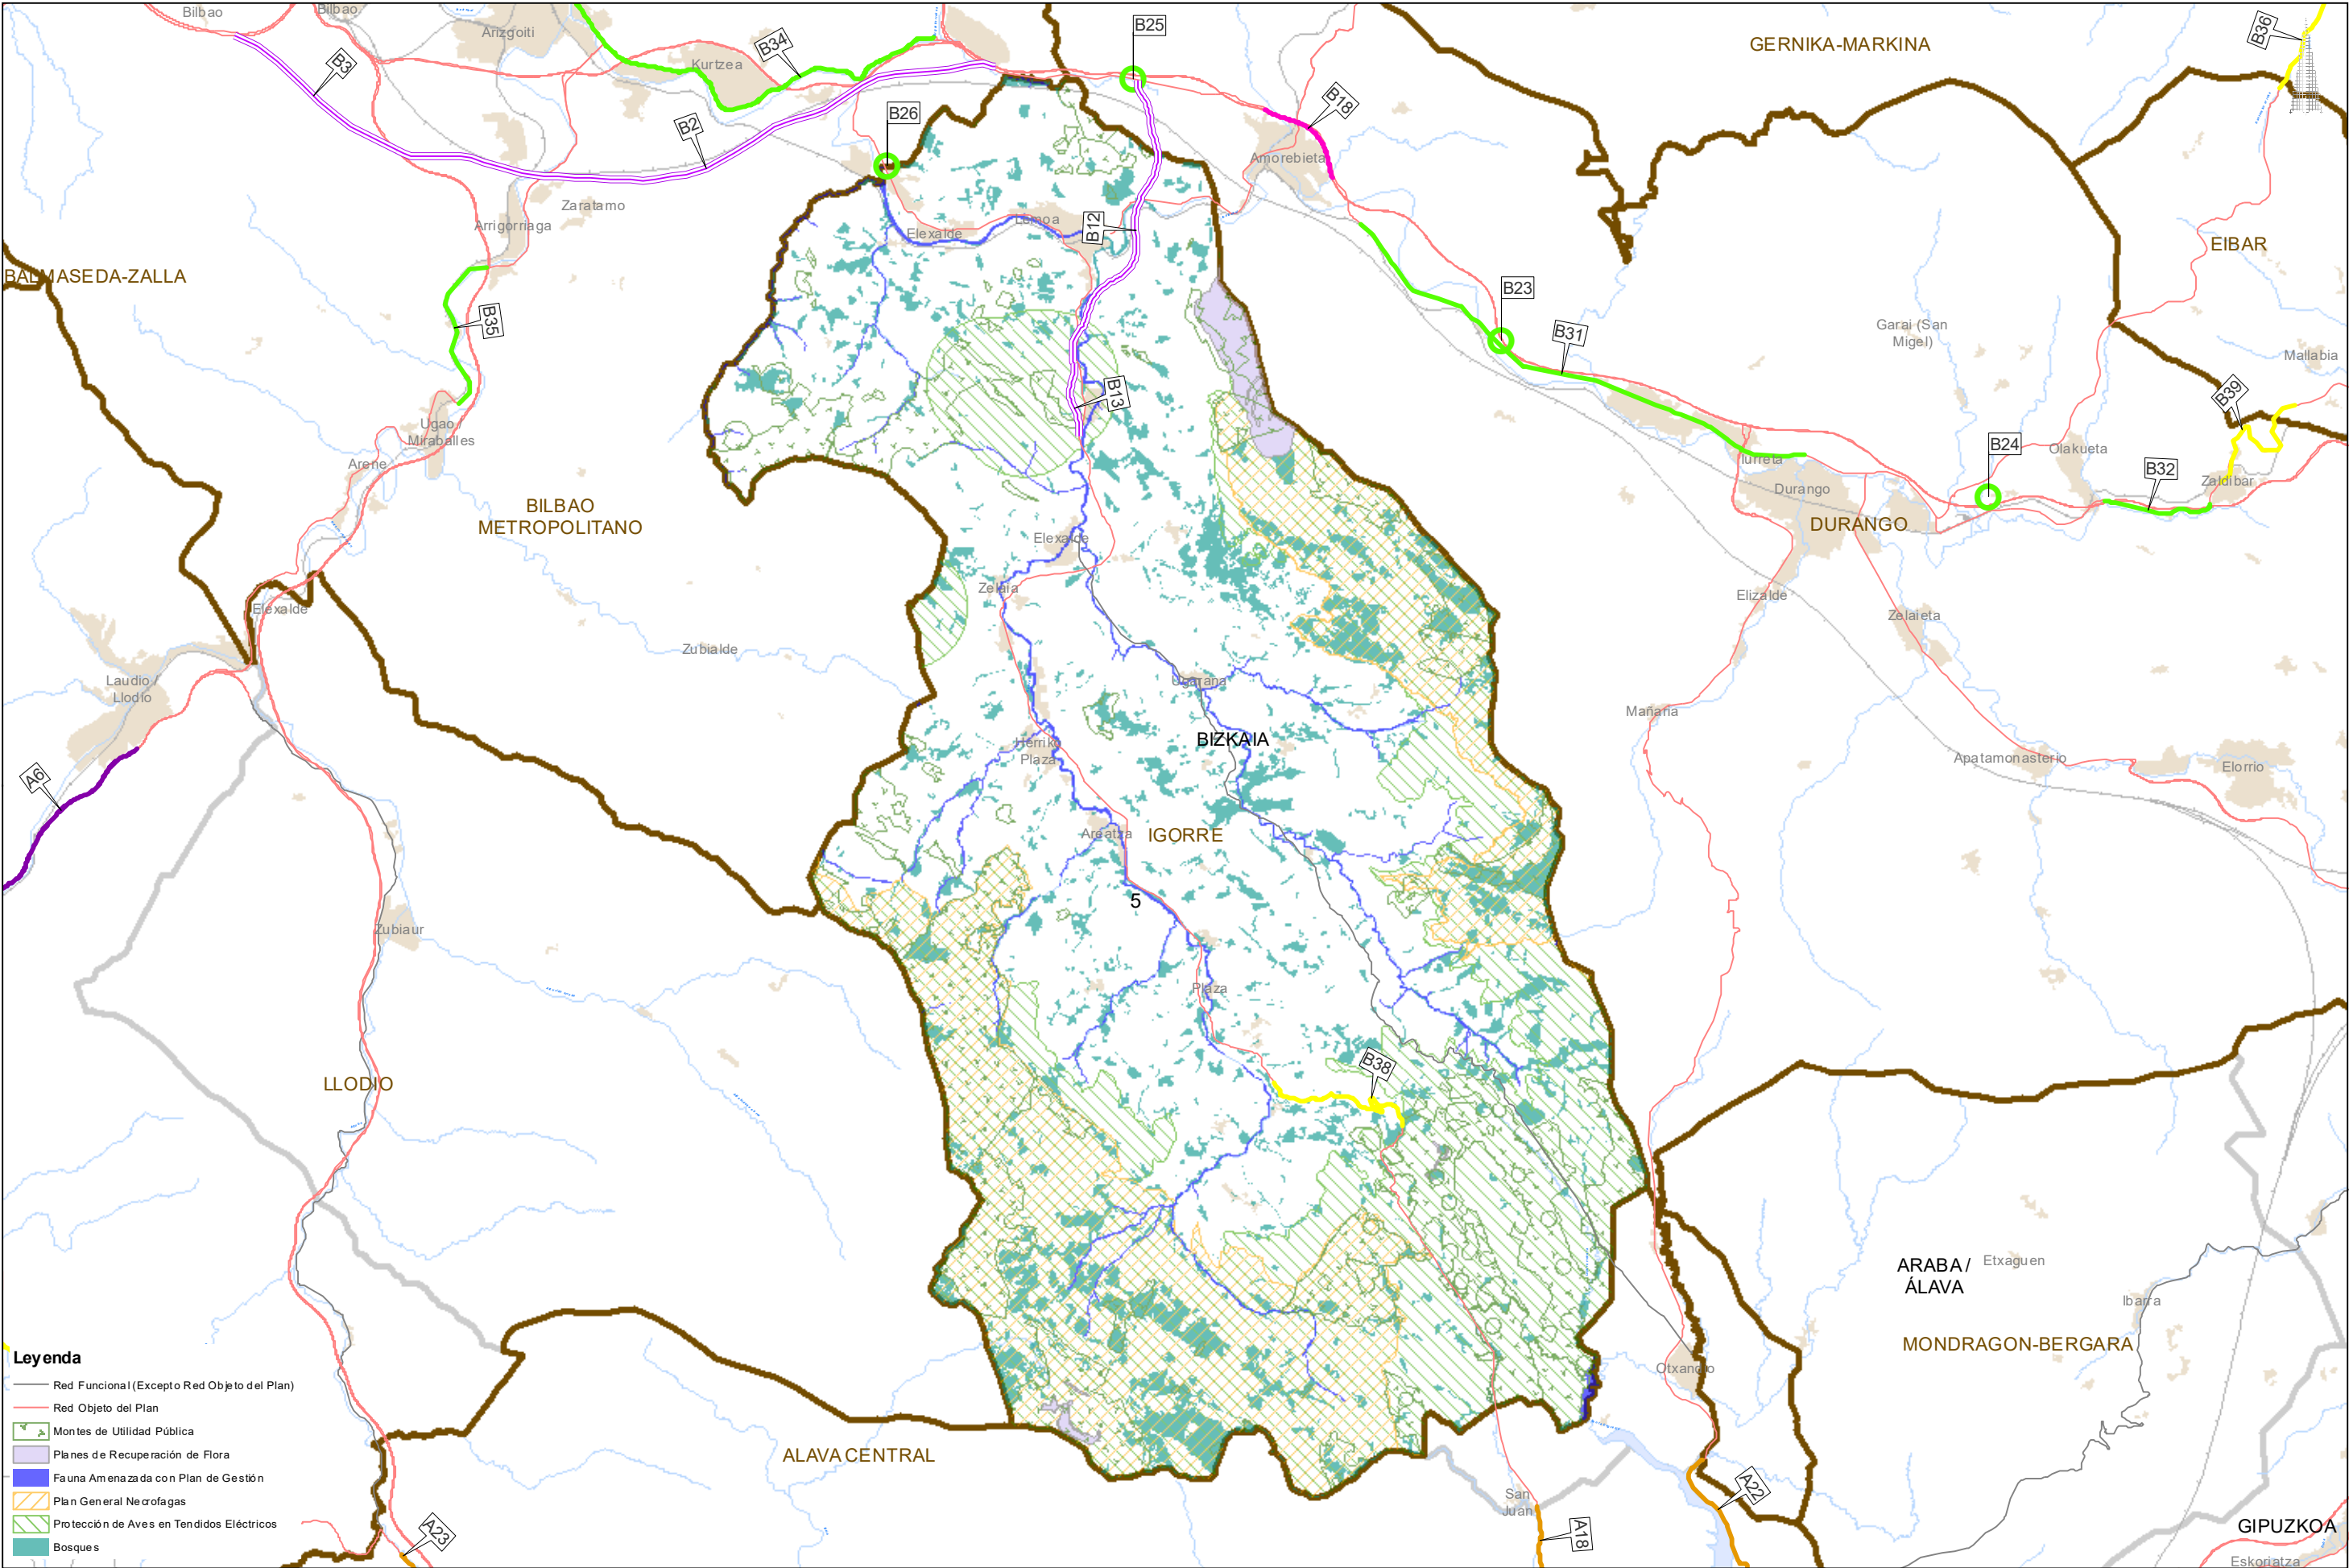 Bilbao
Bilbao
Arizgoiti
B25
B36
GERNIKA-MARKINA
B34
B3
Kurtzea
B18
B26
B2
Amorebieta
Zaratamo
Arrigorriaga
Lemoa
B12
Elexalde
EIBAR
BALMASEDA-ZALLA
B23
B35
B31
Garai (San
Migel)
Mallabia
B13
B39
Ugao
Miraballes
Arene
B24
Olakueta
Iurreta
B32
Zaldibar
Durango
BILBAO
METROPOLITANO
DURANGO
Elexalde
Zelaia
Elizalde
Elexalde
Zelaieta
Zubialde
Laudio /
Llodio
Ugarana
Mañaria
BIZKAIA
Herriko
Plaza
Apatamonasterio
Elorrio
A6
Areatza
IGORRE
5
Zubiaur
Plaza
B38
LLODIO
ARABA /
ÁLAVA
Etxaguen
Ibarra
MONDRAGON-BERGARA
Otxandio
ALAVA CENTRAL
San
Juan
A22
A18
A23
GIPUZKOA
Eskoriatza
Leyenda
Red Funcional (Excepto Red Objeto del Plan)
Red Objeto del Plan
Montes de Utilidad Pública
Planes de Recuperación de Flora
Fauna Amenazada con Plan de Gestión
Plan General Necrofagas
Protección de Aves en Tendidos Eléctricos
Bosques